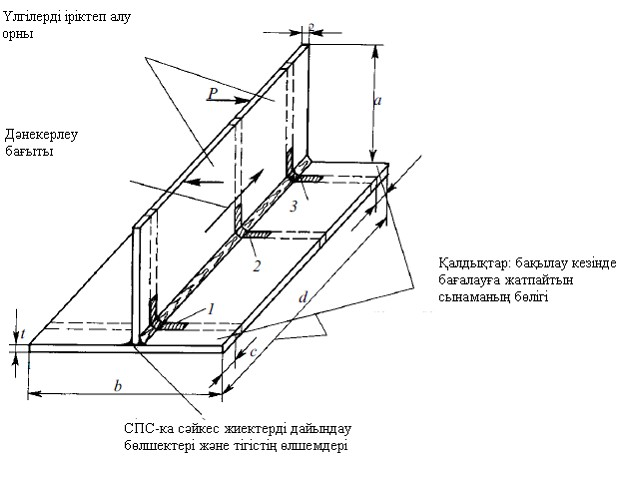 Үлгілерді іріктеп алу
орны
P
a
Дәнекерлеу
бағыты
3
2
Қалдықтар: бақылау кезінде
бағалауға жатпайтын
сынаманың бөлігі
d
1
t
c
b
СПС-ка сәйкес жиектерді дайындау
бөлшектері және тігістің өлшемдері